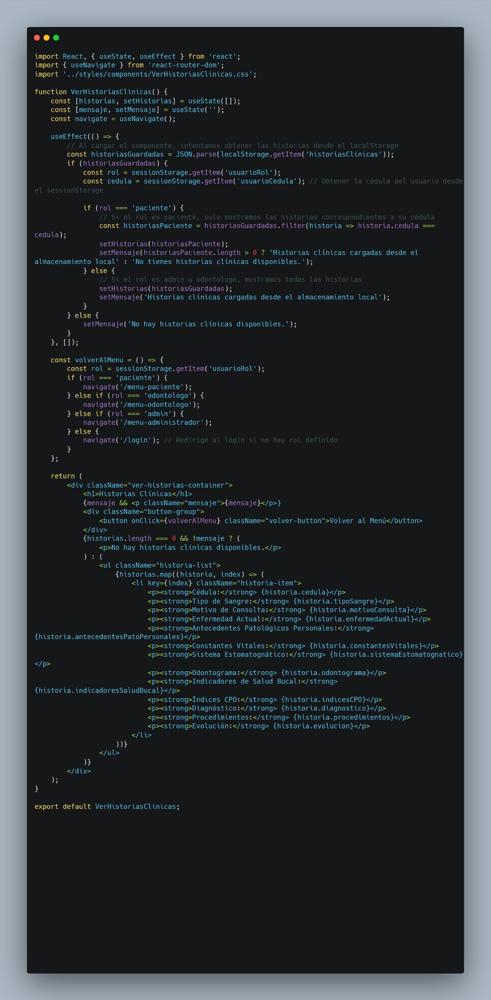 import React, { useState, useEffect } from 'react';
import { useNavigate } from 'react-router-dom';
import '../styles/components/VerHistoriasClinicas.css';

function VerHistoriasClinicas() {
    const [historias, setHistorias] = useState([]);
    const [mensaje, setMensaje] = useState('');
    const navigate = useNavigate();

    useEffect(() => {
        // Al cargar el componente, intentamos obtener las historias desde el localStorage
        const historiasGuardadas = JSON.parse(localStorage.getItem('historiasClinicas'));
        if (historiasGuardadas) {
            const rol = sessionStorage.getItem('usuarioRol');
            const cedula = sessionStorage.getItem('usuarioCedula'); // Obtener la cédula del usuario desde
el sessionStorage

            if (rol === 'paciente') {
                // Si el rol es paciente, solo mostramos las historias correspondientes a su cédula
                const historiasPaciente = historiasGuardadas.filter(historia => historia.cedula ===
cedula);
                setHistorias(historiasPaciente);
                setMensaje(historiasPaciente.length > 0 ? 'Historias clínicas cargadas desde el
almacenamiento local' : 'No tienes historias clínicas disponibles.');
            } else {
                // Si el rol es admin u odontologo, mostramos todas las historias
                setHistorias(historiasGuardadas);
                setMensaje('Historias clínicas cargadas desde el almacenamiento local');
            }
        } else {
            setMensaje('No hay historias clínicas disponibles.');
        }
    }, []);

    const volverAlMenu = () => {
        const rol = sessionStorage.getItem('usuarioRol');
        if (rol === 'paciente') {
            navigate('/menu-paciente');
        } else if (rol === 'odontologo') {
            navigate('/menu-odontologo');
        } else if (rol === 'admin') {
            navigate('/menu-administrador');
        } else {
            navigate('/login'); // Redirige al login si no hay rol definido
        }
    };

    return (
        <div className="ver-historias-container">
            <h1>Historias Clínicas</h1>
            {mensaje && <p className="mensaje">{mensaje}</p>}
            <div className="button-group">
                <button onClick={volverAlMenu} className="volver-button">Volver al Menú</button>
            </div>
            {historias.length === 0 && !mensaje ? (
                <p>No hay historias clínicas disponibles.</p>
            ) : (
                <ul className="historia-list">
                    {historias.map((historia, index) => (
                        <li key={index} className="historia-item">
                            <p><strong>Cédula:</strong> {historia.cedula}</p>
                            <p><strong>Tipo de Sangre:</strong> {historia.tipoSangre}</p>
                            <p><strong>Motivo de Consulta:</strong> {historia.motivoConsulta}</p>
                            <p><strong>Enfermedad Actual:</strong> {historia.enfermedadActual}</p>
                            <p><strong>Antecedentes Patológicos Personales:</strong>
{historia.antecedentesPatoPersonales}</p>
                            <p><strong>Constantes Vitales:</strong> {historia.constantesVitales}</p>
                            <p><strong>Sistema Estomatognático:</strong> {historia.sistemaEstomatognatico}
</p>
                            <p><strong>Odontograma:</strong> {historia.odontograma}</p>
                            <p><strong>Indicadores de Salud Bucal:</strong>
{historia.indicadoresSaludBucal}</p>
                            <p><strong>Índices CPO:</strong> {historia.indicesCPO}</p>
                            <p><strong>Diagnóstico:</strong> {historia.diagnostico}</p>
                            <p><strong>Procedimientos:</strong> {historia.procedimientos}</p>
                            <p><strong>Evolución:</strong> {historia.evolucion}</p>
                        </li>
                    ))}
                </ul>
            )}
        </div>
    );
}

export default VerHistoriasClinicas;